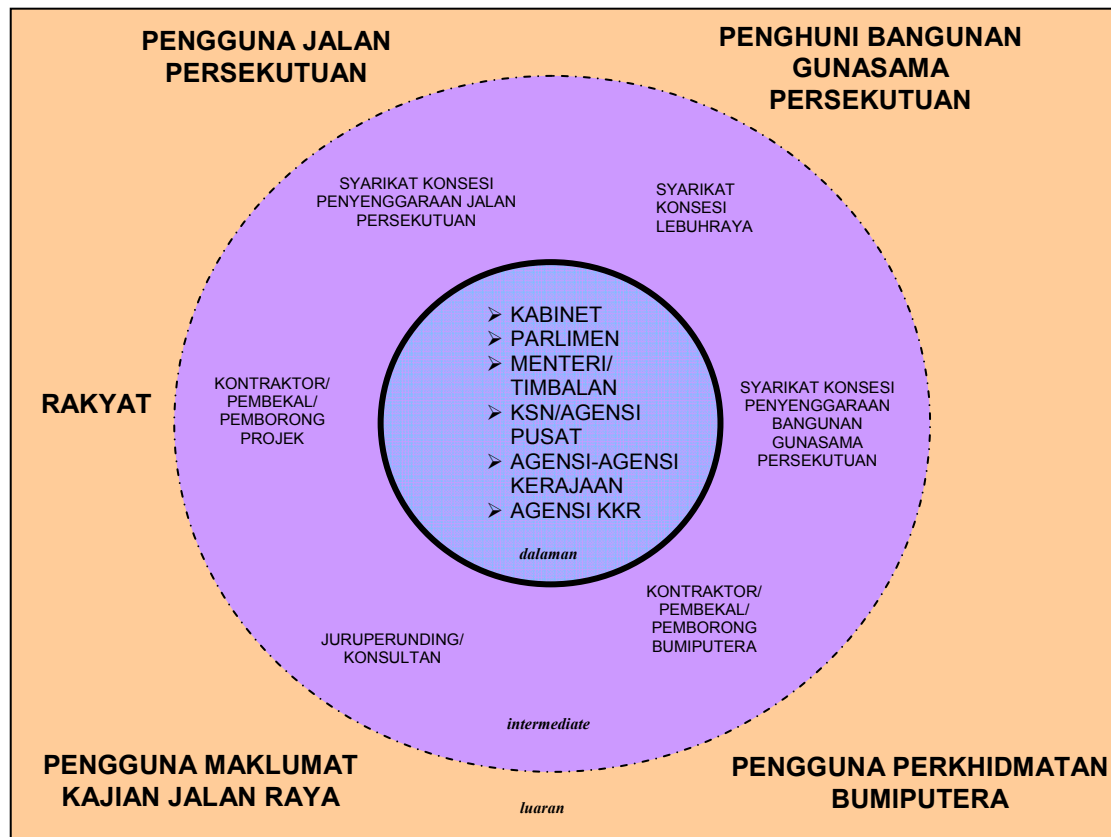 PENGGUNA JALAN
PERSEKUTUAN
PENGHUNI BANGUNAN
GUNASAMA
PERSEKUTUAN
SYARIKAT KONSESI
PENYENGGARAAN JALAN
PERSEKUTUAN
SYARIKAT
KONSESI
LEBUHRAYA
➢ KABINET
➢ PARLIMEN
➢ MENTERI/
TIMBALAN
➢ KSN/AGENSI
PUSAT
➢ AGENSI-AGENSI
KERAJAAN
➢ AGENSI KKR
dalaman
RAKYAT
KONTRAKTOR/
PEMBEKAL/
PEMBORONG
PROJEK
SYARIKAT KONSESI
PENYENGGARAAN
BANGUNAN
GUNASAMA
PERSEKUTUAN
JURUPERUNDING/
KONSULTAN
KONTRAKTOR/
PEMBEKAL/
PEMBORONG
BUMIPUTERA
intermediate
PENGGUNA MAKLUMAT
KAJIAN JALAN RAYA
PENGGUNA PERKHIDMATAN
BUMIPUTERA
luaran